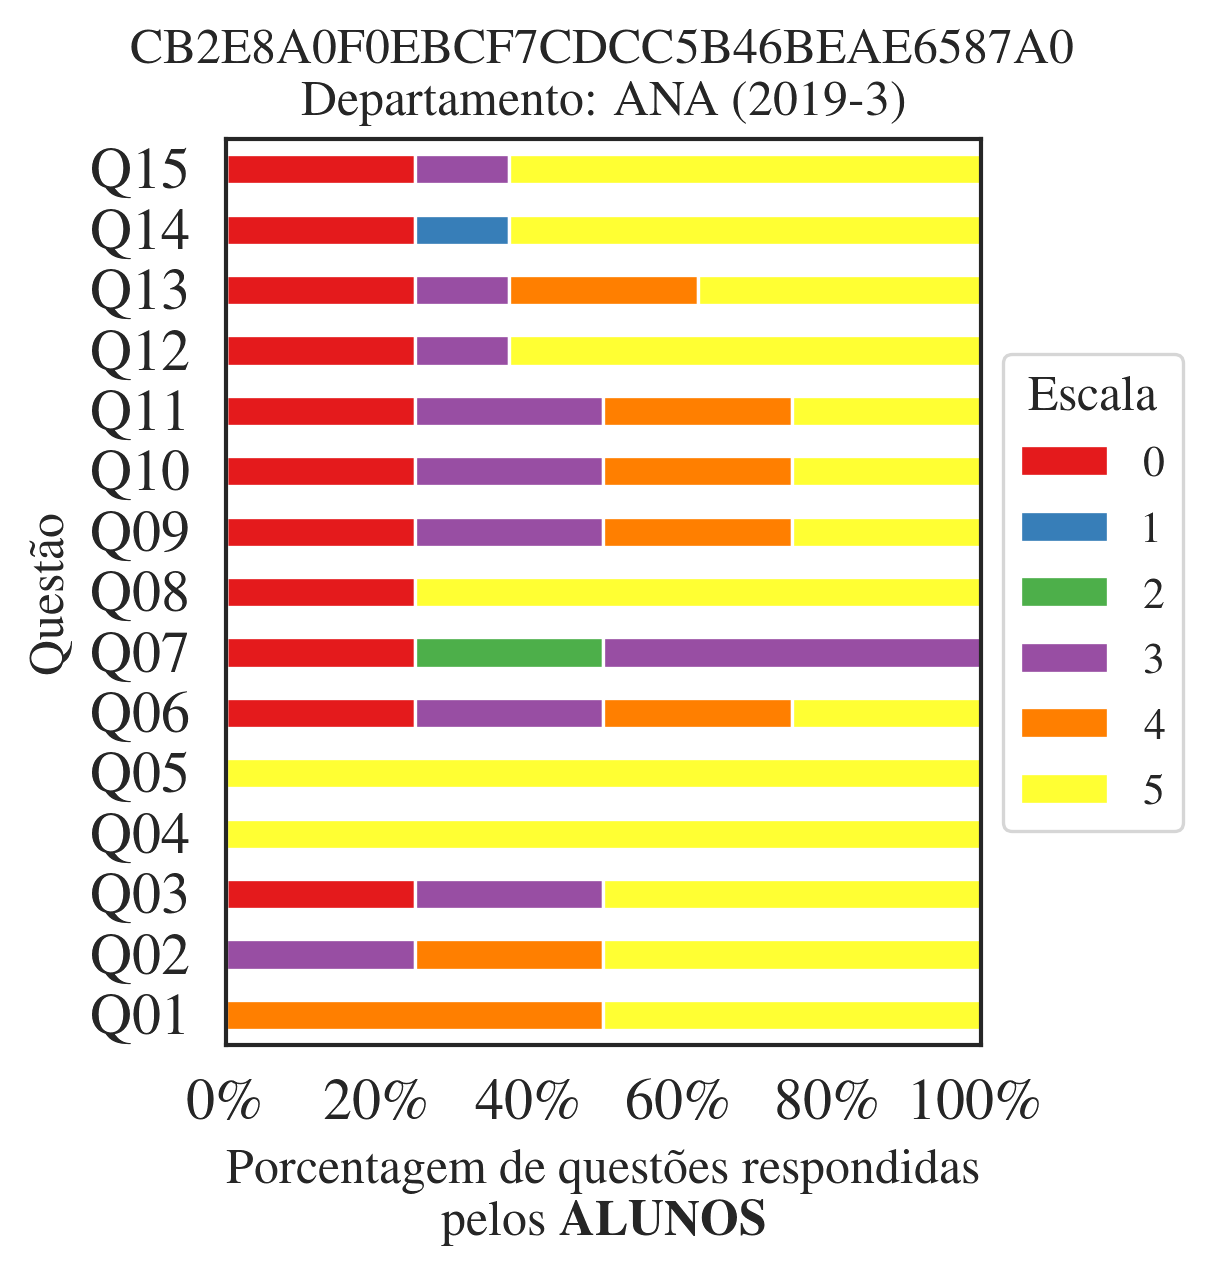 CB2E8A0F0EBCF7CDCC5B46BEAE6587A0
Departamento: ANA (2019-3)
Questão
Q15
Q14
Q13
Q12
Q11
Q10
Q09
Q08
Q07
Q06
Q05
Q04
Q03
Q02
Q01
0% 20% 40% 60% 80% 100%
Porcentagem de questões respondidas
pelos ALUNOS
Escala
0
1
2
3
4
5